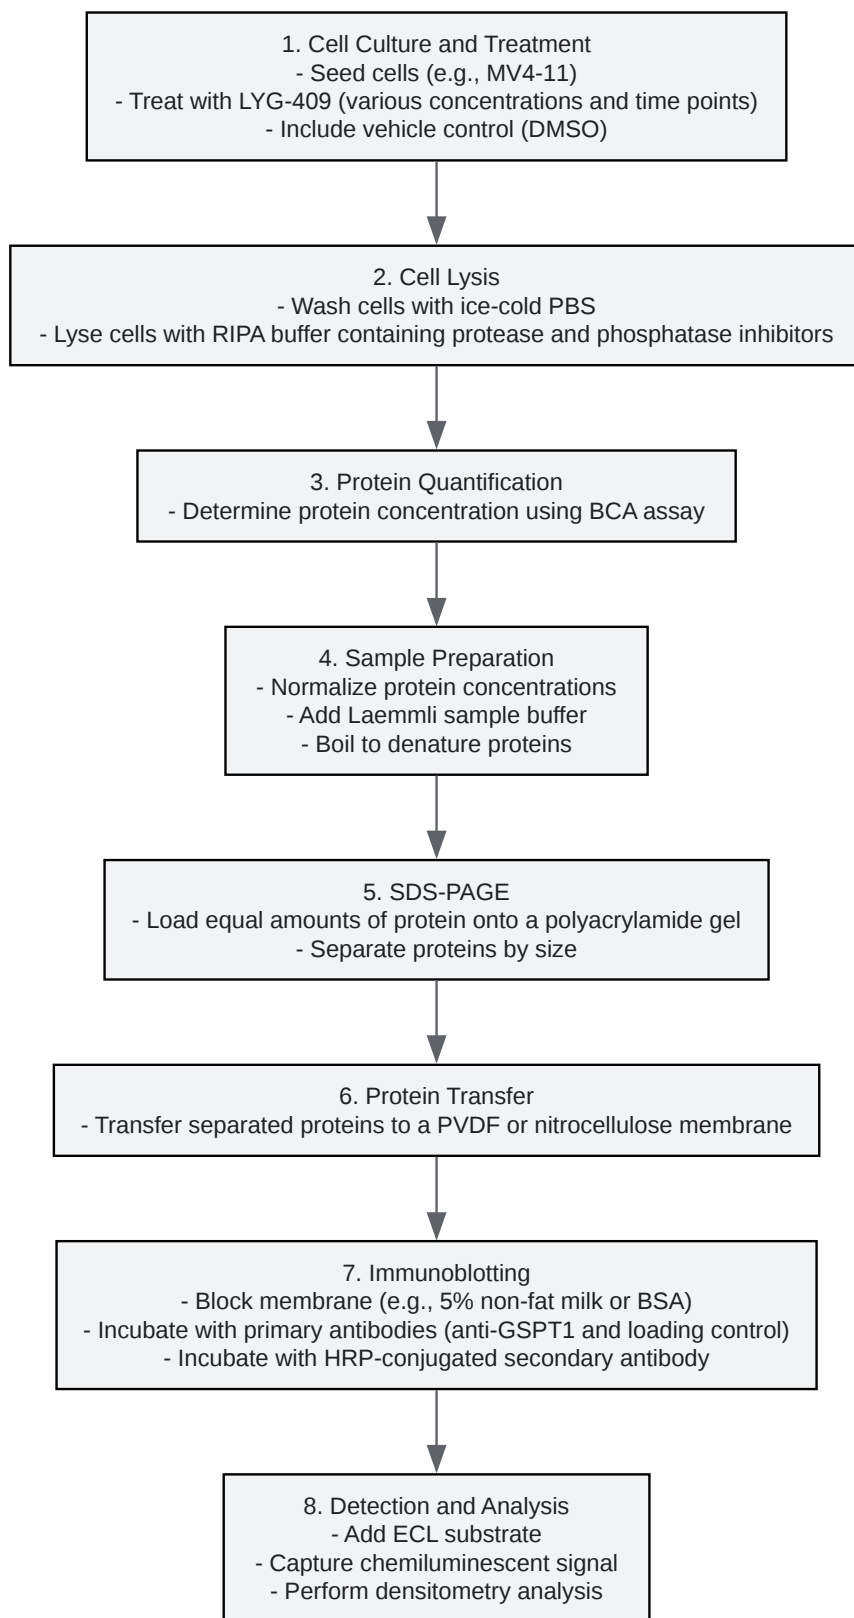 1. Cell Culture and Treatment
- Seed cells (e.g., MV4-11)
- Treat with LYG-409 (various concentrations and time points)
- Include vehicle control (DMSO)
2. Cell Lysis
- Wash cells with ice-cold PBS
- Lyse cells with RIPA buffer containing protease and phosphatase inhibitors
3. Protein Quantification
- Determine protein concentration using BCA assay
4. Sample Preparation
- Normalize protein concentrations
- Add Laemmli sample buffer
- Boil to denature proteins
5. SDS-PAGE
- Load equal amounts of protein onto a polyacrylamide gel
- Separate proteins by size
6. Protein Transfer
- Transfer separated proteins to a PVDF or nitrocellulose membrane
7. Immunoblotting
- Block membrane (e.g., 5% non-fat milk or BSA)
- Incubate with primary antibodies (anti-GSPT1 and loading control)
- Incubate with HRP-conjugated secondary antibody
8. Detection and Analysis
- Add ECL substrate
- Capture chemiluminescent signal
- Perform densitometry analysis